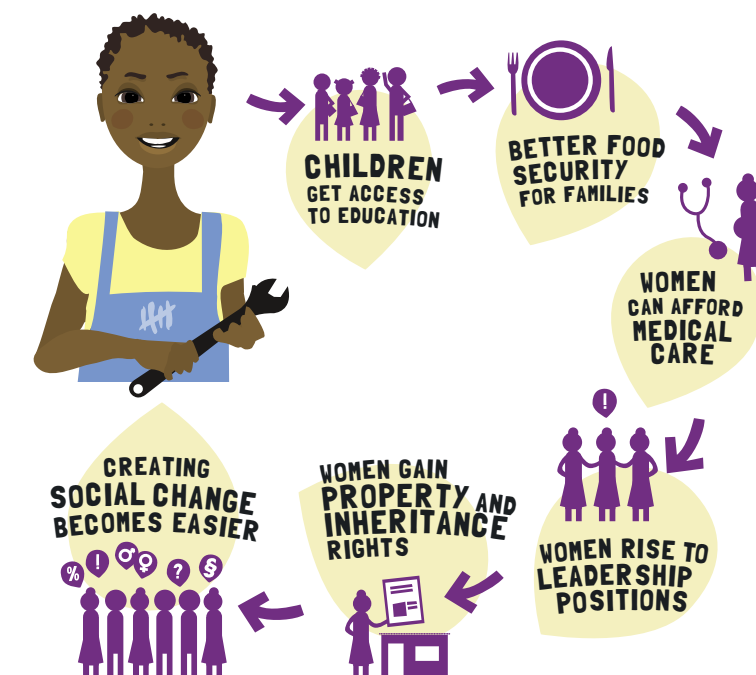 CHILDREN
GET ACCESS
TO EDUCATION
BETTER FOOD
SECURITY
FOR FAMILIES
WOMEN
CAN AFFORD
MEDICAL
CARE
!
WOMEN RISE TO
LEADERSHIP
POSITIONS
WOMEN GAIN
PROPERTY AND
INHERITANCE
RIGHTS
CREATING
SOCIAL CHANGE
BECOMES EASIER
% ! ♂ ♀ ? §